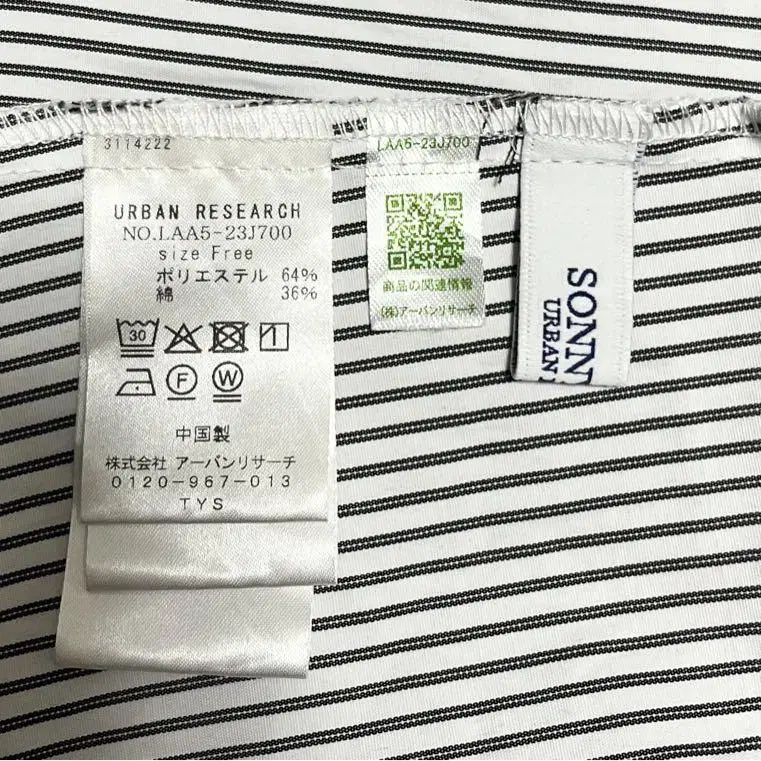 3114222
URBAN RESEARCH
NO.LAA5-23J700
size Free
ポリエステル 64%
綿 36%
30
1
F
W
中国製
株式会社 アーバンリサーチ
0120-967-013
TYS
LAA5-23J700
商品の関連情報
(株)アーバンリサーチ
SONN
URBAN